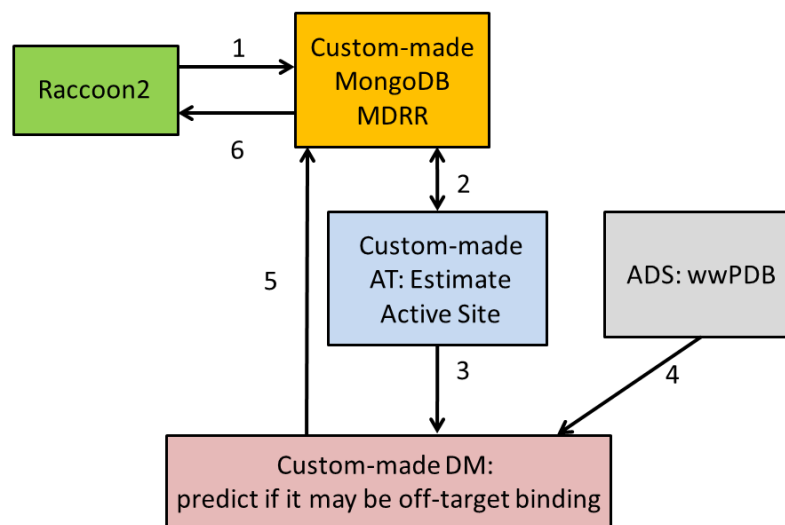 1
Raccoon2
6
Custom-made
MongoDB
MDRR
2
Custom-made
AT: Estimate
Active Site
ADS: wwPDB
5
3
4
Custom-made DM:
predict if it may be off-target binding